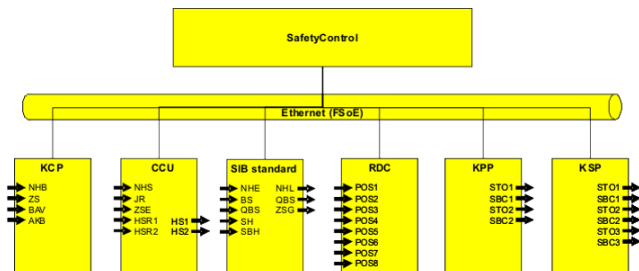 SafetyControl
Ethernet (FSoE)
KCP
NHB
ZS
BAV
AKB
CCU
NHS
JR
ZSE
HSR1 HS1
HSR2 HS2
SIB standard
NHE NHL
BS QBS
QBS ZSG
SH
SBH
RDC
POS1
POS2
POS3
POS4
POS5
POS6
POS7
POS8
KPP
STO1
SBC1
STO2
SBC2
KSP
STO1
SBC1
STO2
SBC2
STO3
SBC3